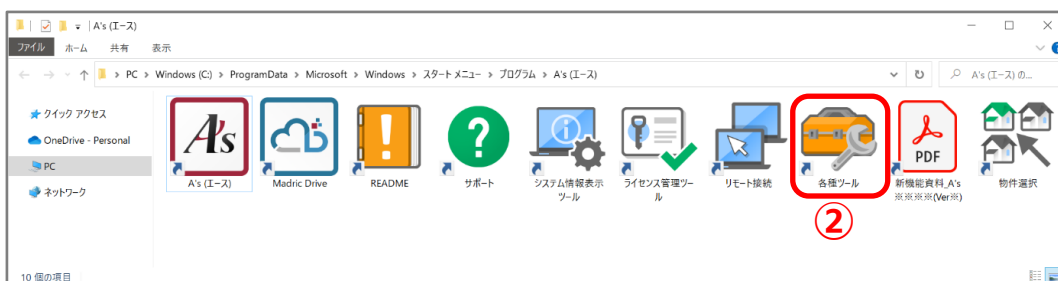 A's (エース)
ファイル ホーム 共有 表示
PC > Windows (C:) > ProgramData > Microsoft > Windows > スタート メニュー > プログラム > A's (エース)
A's (エース) の...
クイック アクセス
OneDrive - Personal
PC
ネットワーク
A's
PDF
A's (エース)
Madric Drive
README
サポート
システム情報表示
ツール
ライセンス管理ツー
ル
リモート接続
各種ツール
新機能資料_A's
※※※※(Ver※)
物件選択
②
10 個の項目